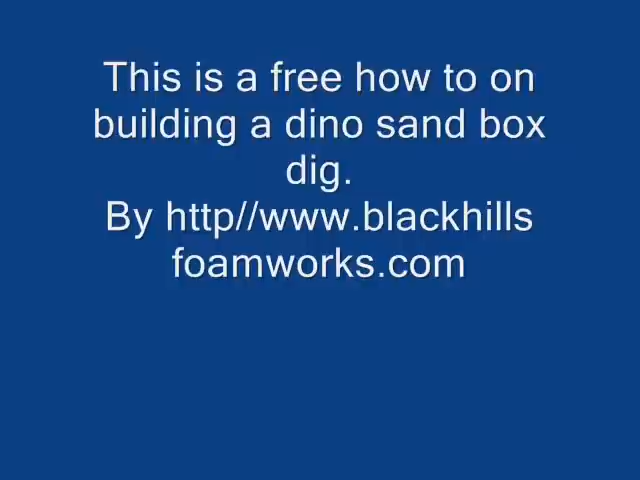 This is a free how to on
building a dino sand box
dig.
By http//www.blackhills
foamworks.com